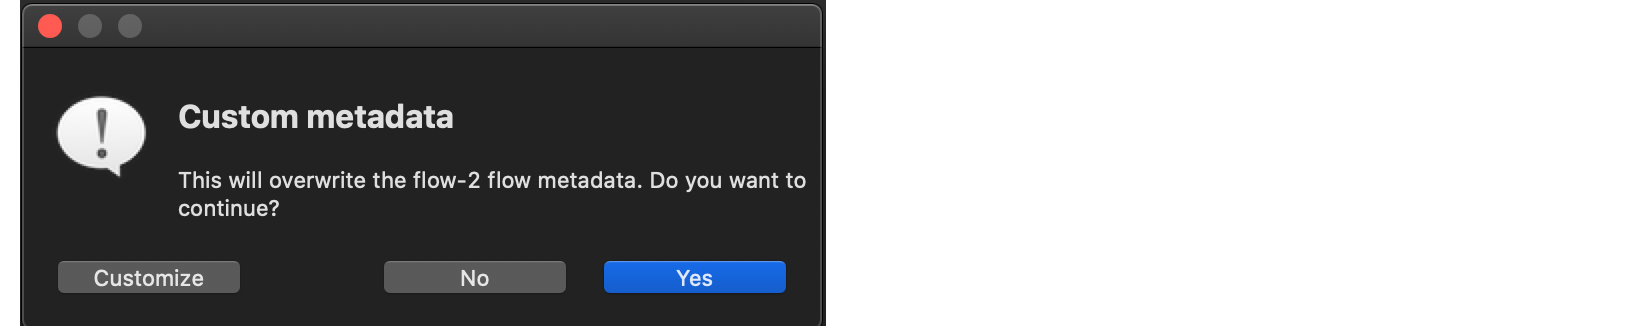 Custom metadata
This will overwrite the flow-2 flow metadata. Do you want to
continue?
Customize
No
Yes